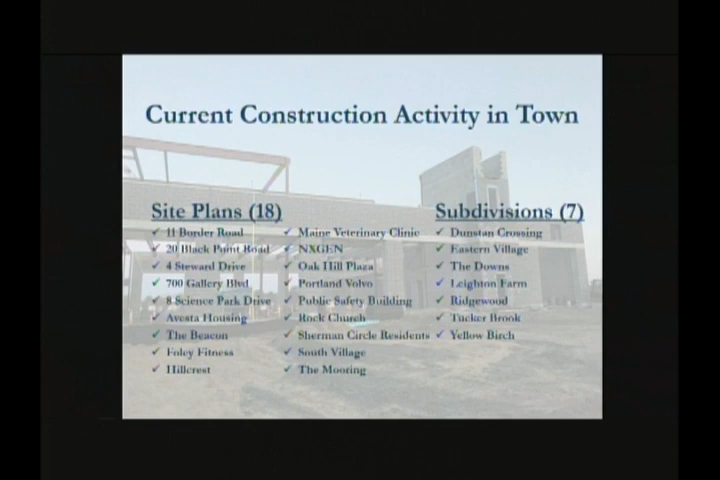 Current Construction Activity in Town
Site Plans (18)
11 Border Road
20 Black Point Road
4 Steward Drive
700 Gallery Blvd
8 Science Park Drive
Avesta Housing
The Beacon
Foley Fitness
Hillcrest
Maine Veterinary Clinic
NXGEN
Oak Hill Plaza
Portland Volvo
Public Safety Building
Rock Church
Sherman Circle Residents
South Village
The Mooring
Subdivisions (7)
Dunstan Crossing
Eastern Village
The Downs
Leighton Farm
Ridgewood
Tucker Brook
Yellow Birch